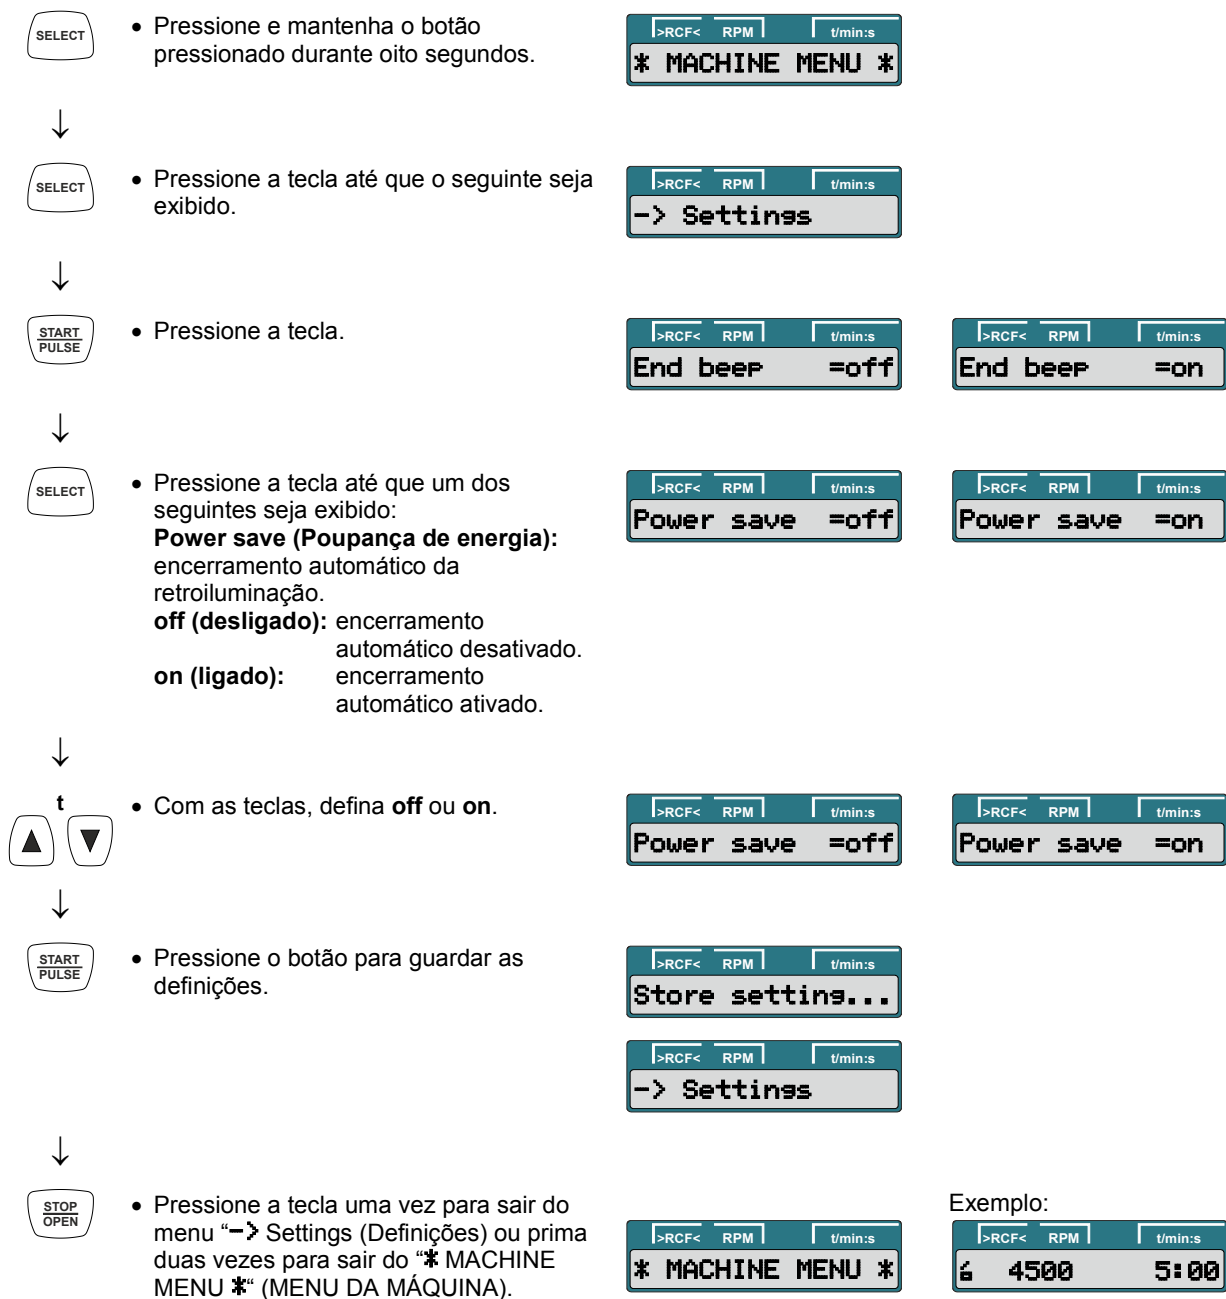 SELECT
• Pressione e mantenha o botão
pressionado durante oito segundos.
>RCF< RPM t/min:s
* MACHINE MENU *
↓
SELECT
• Pressione a tecla até que o seguinte seja
exibido.
>RCF< RPM t/min:s
-> Settings
↓
START
PULSE
• Pressione a tecla.
>RCF< RPM t/min:s
End beep =off
>RCF< RPM t/min:s
End beep =on
↓
SELECT
• Pressione a tecla até que um dos
seguintes seja exibido:
Power save (Poupança de energia):
encerramento automático da
retroiluminação.
off (desligado): encerramento
automático desativado.
on (ligado): encerramento
automático ativado.
>RCF< RPM t/min:s
Power save =off
>RCF< RPM t/min:s
Power save =on
↓
t
▲ ▼
• Com as teclas, defina off ou on.
>RCF< RPM t/min:s
Power save =off
>RCF< RPM t/min:s
Power save =on
↓
START
PULSE
• Pressione o botão para guardar as
definições.
>RCF< RPM t/min:s
Store setting...
>RCF< RPM t/min:s
-> Settings
↓
STOP
OPEN
• Pressione a tecla uma vez para sair do
menu “-> Settings (Definições) ou prima
duas vezes para sair do “* MACHINE
MENU *“ (MENU DA MÁQUINA).
>RCF< RPM t/min:s
* MACHINE MENU *
Exemplo:
>RCF< RPM t/min:s
4500 5:00